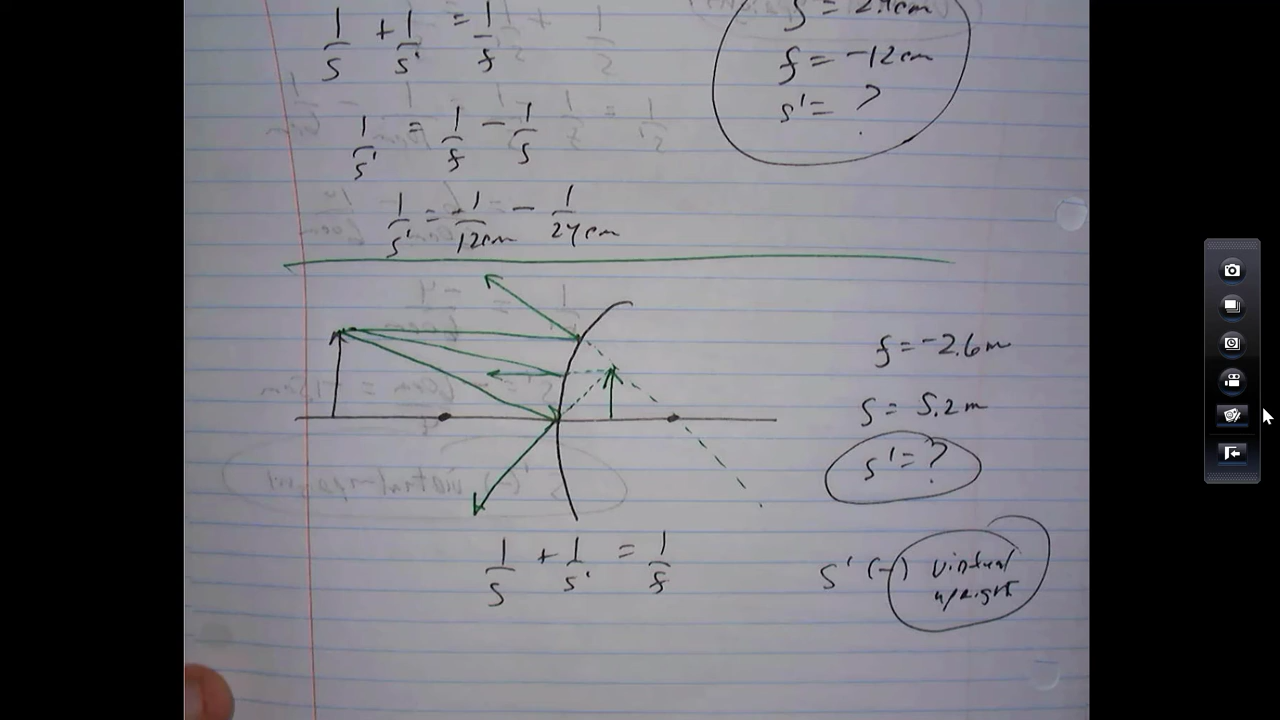 1/s + 1/s' = 1/f
s = 24cm
f = -12cm
s' = ?
1/s' = 1/f - 1/s
1/s' = -1/12cm - 1/24cm
f = -2.6m
s = 5.2m
s' = ?
1/s + 1/s' = 1/f
s' (-) virtual
upright